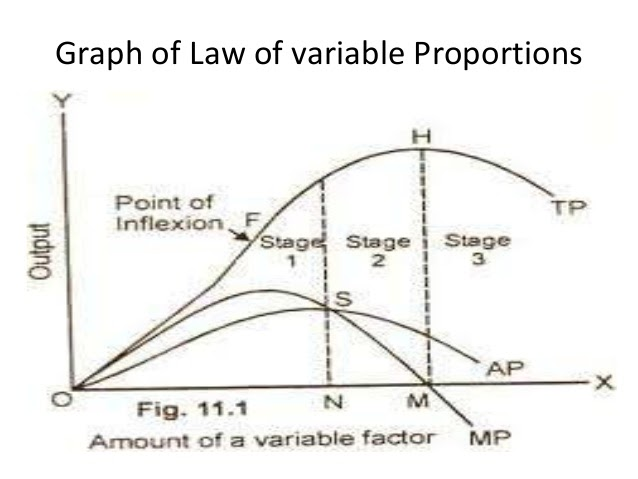 Graph of Law of variable Proportions
Y
H
Point of
Inflexion
F
TP
Output
Stage
1
Stage
2
Stage
3
S
AP
X
O
N
M
Fig. 11.1
Amount of a variable factor
MP